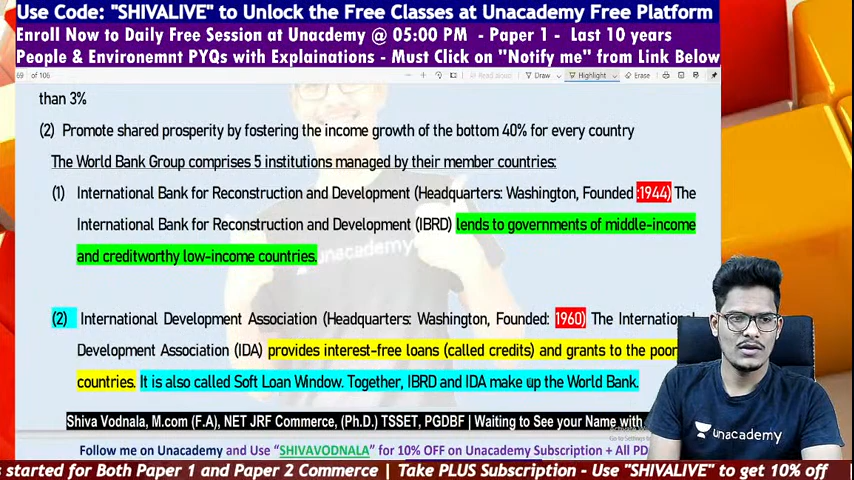 Use Code: "SHIVALIVE" to Unlock the Free Classes at Unacademy Free Platform
Enroll Now to Daily Free Session at Unacdemy @ 05:00 PM - Paper 1 - Last 10 years
People & Environemnt PYQs with Explainations - Must Click on "Notify me" from Link Below
69 of 106
Read aloud Draw Highlight Erase
than 3%
(2) Promote shared prosperity by fostering the income growth of the bottom 40% for every country
The World Bank Group comprises 5 institutions managed by their member countries:
(1) International Bank for Reconstruction and Development (Headquarters: Washington, Founded :1944) The
International Bank for Reconstruction and Development (IBRD) lends to governments of middle-income
and creditworthy low-income countries.
(2) International Development Association (Headquarters: Washington, Founded: 1960) The International
Development Association (IDA) provides interest-free loans (called credits) and grants to the poor
countries. It is also called Soft Loan Window. Together, IBRD and IDA make up the World Bank.
Shiva Vodnala, M.com (F.A), NET JRF Commerce, (Ph.D.) TSSET, PGDBF | Waiting to See your Name with
unacademy
unacademy
Follow me on Unacademy and Use "SHIVAVODNALA" for 10% OFF on Unacademy Subscription + All PD
s started for Both Paper 1 and Paper 2 Commerce | Take PLUS Subscription - Use "SHIVALIVE" to get 10% off